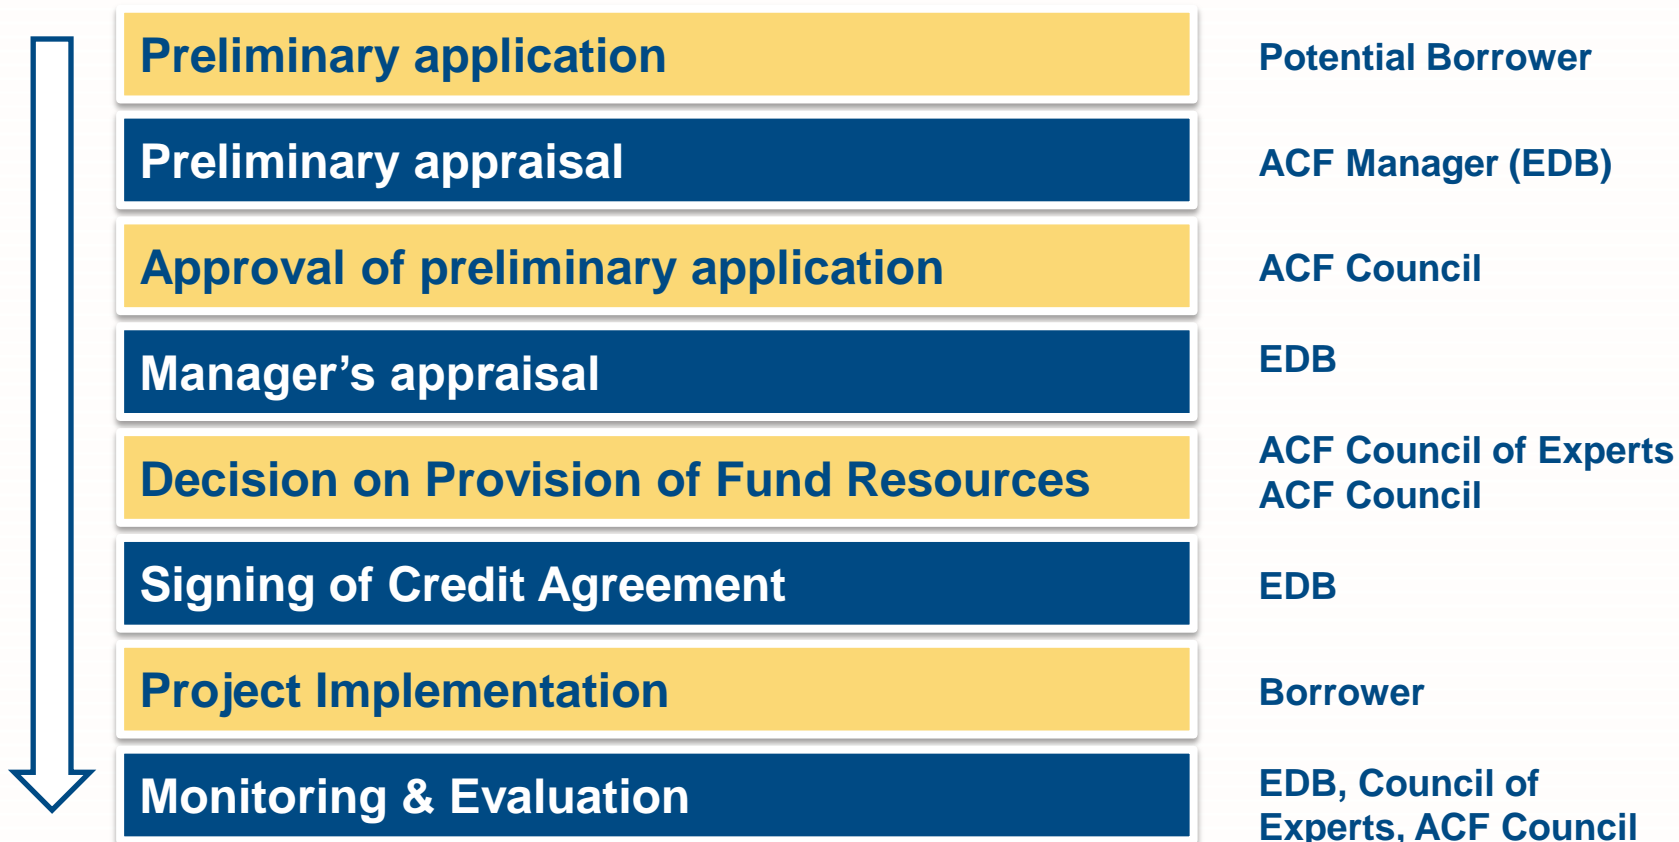 Preliminary application
Potential Borrower
Preliminary appraisal
ACF Manager (EDB)
Approval of preliminary application
ACF Council
Manager’s appraisal
EDB
Decision on Provision of Fund Resources
ACF Council of Experts
ACF Council
Signing of Credit Agreement
EDB
Project Implementation
Borrower
Monitoring & Evaluation
EDB, Council of
Experts, ACF Council